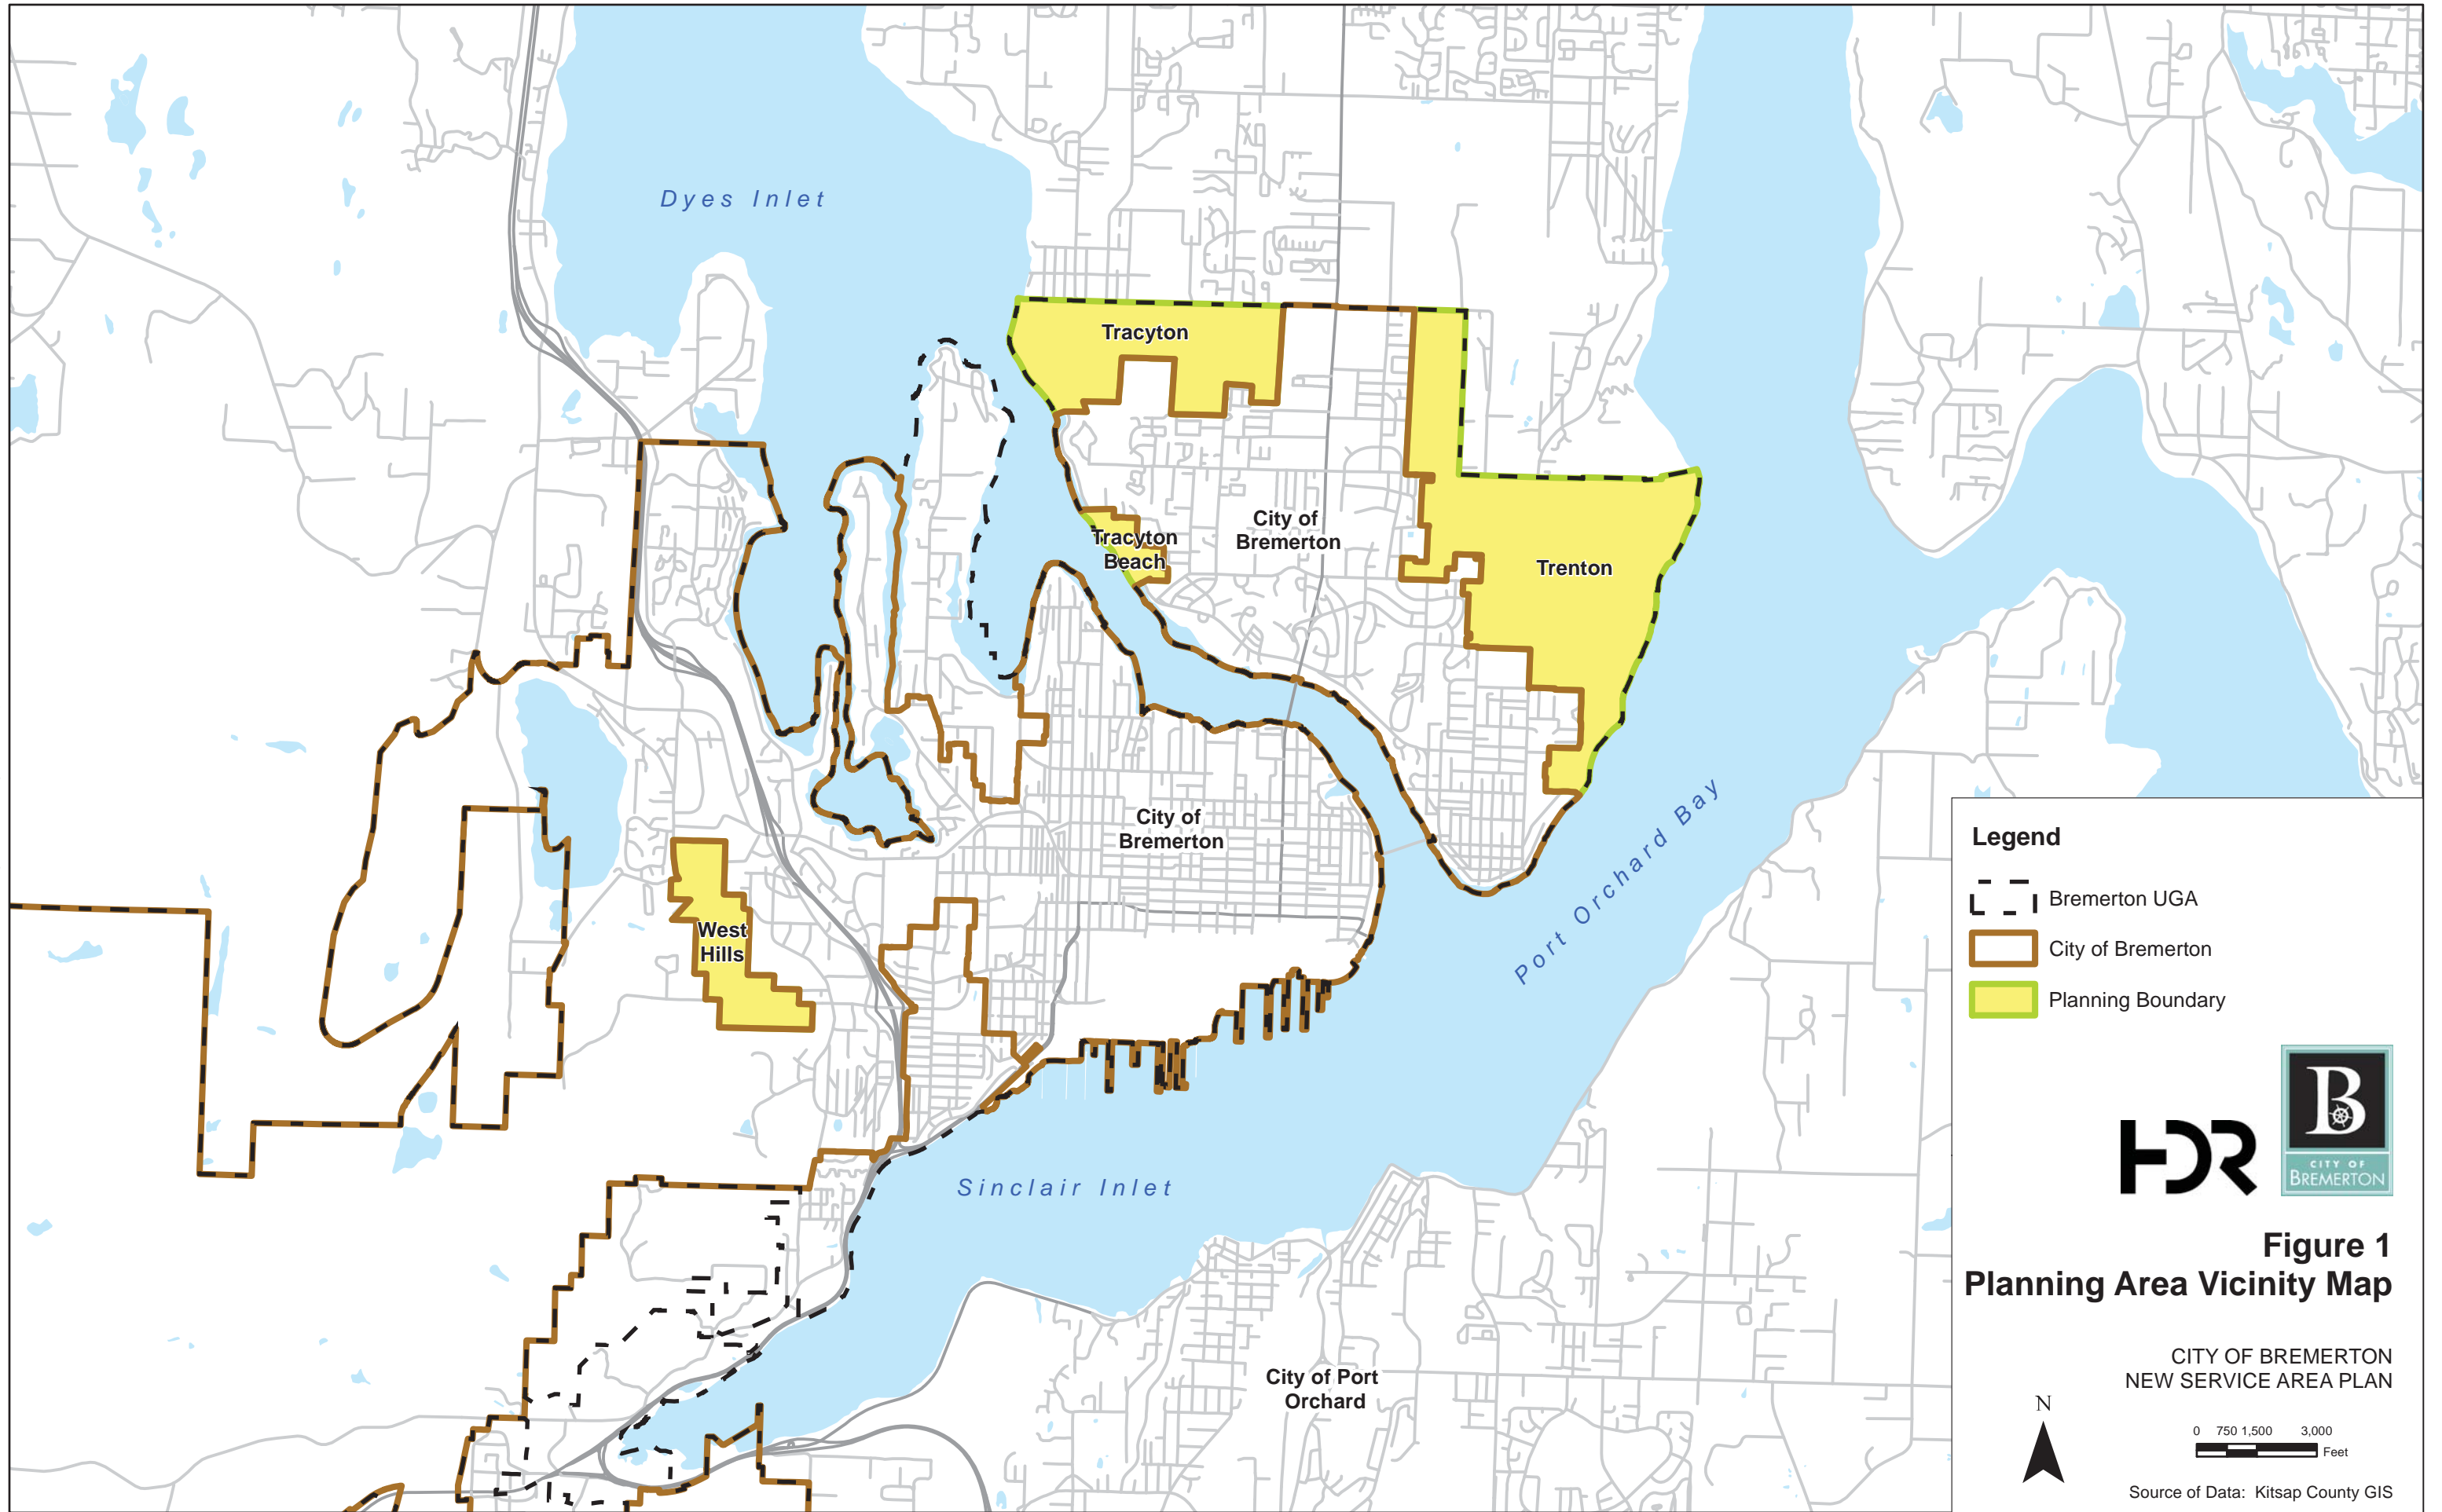 Dyes Inlet
Tracyton
Tracyton
Beach
City of
Bremerton
Trenton
City of
Bremerton
West
Hills
Port Orchard Bay
Sinclair Inlet
City of Port
Orchard
Legend
Bremerton UGA
City of Bremerton
Planning Boundary
HDR
B
CITY OF
BREMERTON
Figure 1
Planning Area Vicinity Map
CITY OF BREMERTON
NEW SERVICE AREA PLAN
N
0 750 1,500 3,000
Feet
Source of Data: Kitsap County GIS